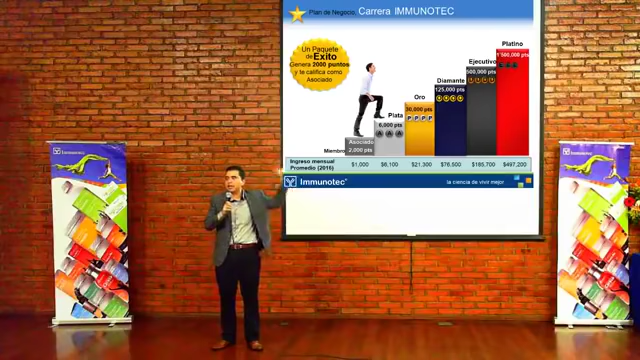 Plan de Negocio Carrera IMMUNOTEC
Un Paquete
de Exito
Genera 2000 puntos
y te califica como
Asociado
Platino
1'500,000 pts
Ejecutivo
500,000 pts
Diamante
125,000 pts
Oro
30,000 pts
P P P P
Plata
6,000 pts
A A A
Asociado
2,000 pts
Miembro
Ingreso mensual
Promedio (2016)
$1,000 $6,100 $21,300 $76,500 $185,700 $497,200
Immunotec
la ciencia de vivir mejor
Immunotec
Immunotec